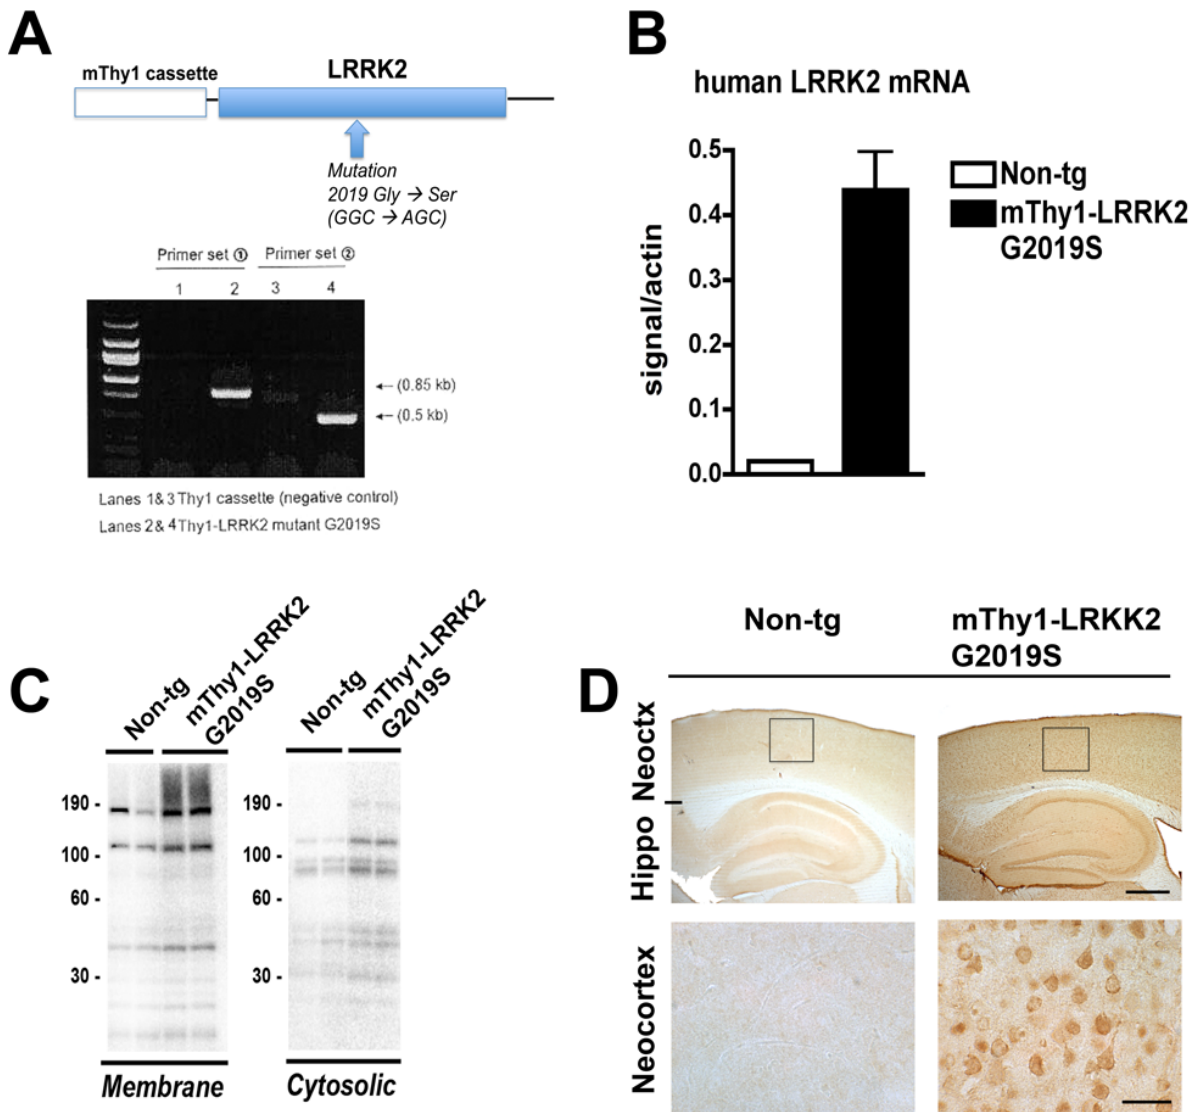 A
mThy1 cassette
LRRK2
Mutation
2019 Gly → Ser
(GGC → AGC)
Primer set ① Primer set ②
1 2 3 4
(0.85 kb)
(0.5 kb)
Lanes 1& 3 Thy1 cassette (negative control)
Lanes 2& 4 Thy1-LRRK2 mutant G2019S
B
human LRRK2 mRNA
signal/actin
0.5
0.4
0.3
0.2
0.1
0.0
Non-tg
mThy1-LRRK2
G2019S
C
Non-tg
mThy1-LRRK2
G2019S
190 -
100 -
60 -
30 -
Membrane
Non-tg
mThy1-LRRK2
G2019S
190 -
100 -
60 -
30 -
Cytosolic
D
Non-tg
mThy1-LRKK2
G2019S
Hippo Neoctx
Neocortex